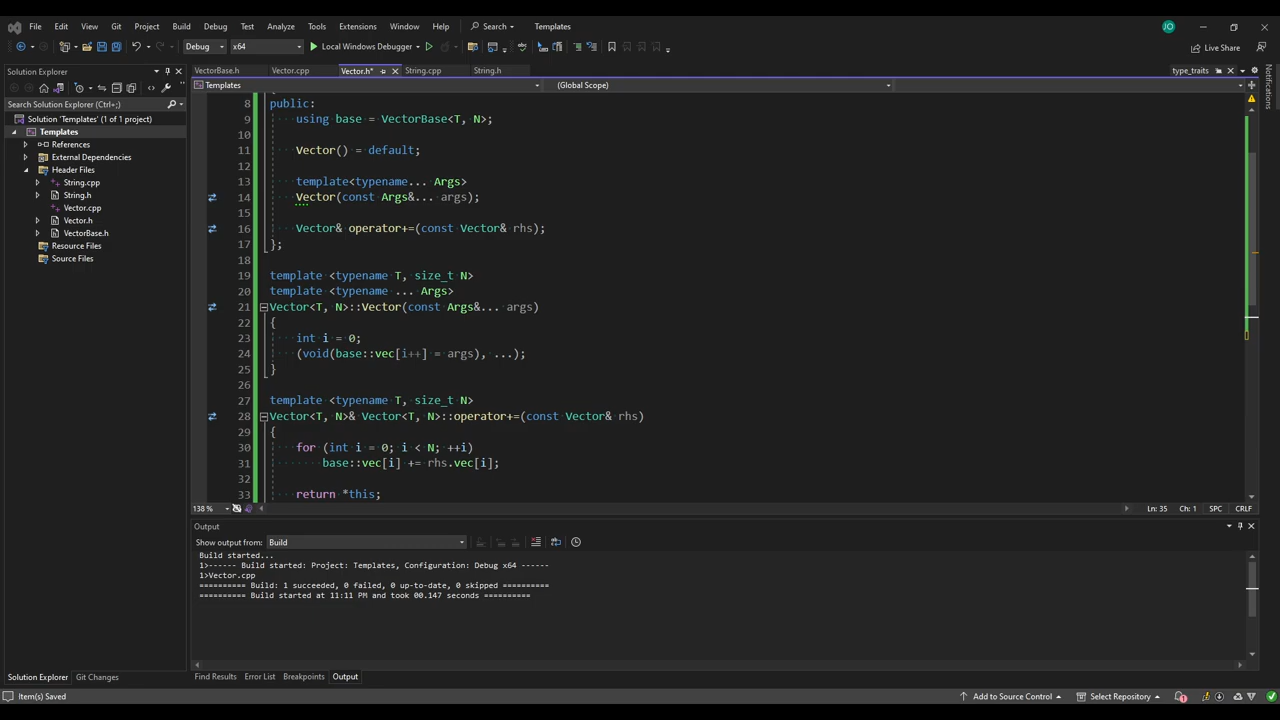 File Edit View Git Project Build Debug Test Analyze Tools Extensions Window Help Search Templates JO
Debug x64 Local Windows Debugger Live Share
Solution Explorer
Search Solution Explorer (Ctrl+;)
Solution 'Templates' (1 of 1 project)
Templates
References
External Dependencies
Header Files
String.cpp
String.h
Vector.cpp
Vector.h
VectorBase.h
Resource Files
Source Files
Solution Explorer Git Changes
VectorBase.h Vector.cpp Vector.h* String.cpp String.h type_traits
Templates (Global Scope)
8 public:
9 using base = VectorBase<T, N>;
10
11 Vector() = default;
12
13 template<typename... Args>
14 Vector(const Args&... args);
15
16 Vector& operator+=(const Vector& rhs);
17 };
18
19 template <typename T, size_t N>
20 template <typename ... Args>
21 Vector<T, N>::Vector(const Args&... args)
22 {
23 int i = 0;
24 (void(base::vec[i++] = args), ...);
25 }
26
27 template <typename T, size_t N>
28 Vector<T, N>& Vector<T, N>::operator+=(const Vector& rhs)
29 {
30 for (int i = 0; i < N; ++i)
31 base::vec[i] += rhs.vec[i];
32
33 return *this;
138 % Ln: 35 Ch: 1 SPC CRLF
Output
Show output from: Build
Build started...
1>------ Build started: Project: Templates, Configuration: Debug x64 ------
1>Vector.cpp
========== Build: 1 succeeded, 0 failed, 0 up-to-date, 0 skipped ==========
========== Build started at 11:11 PM and took 00.147 seconds ==========
Find Results Error List Breakpoints Output
Notifications
Item(s) Saved Add to Source Control Select Repository 1